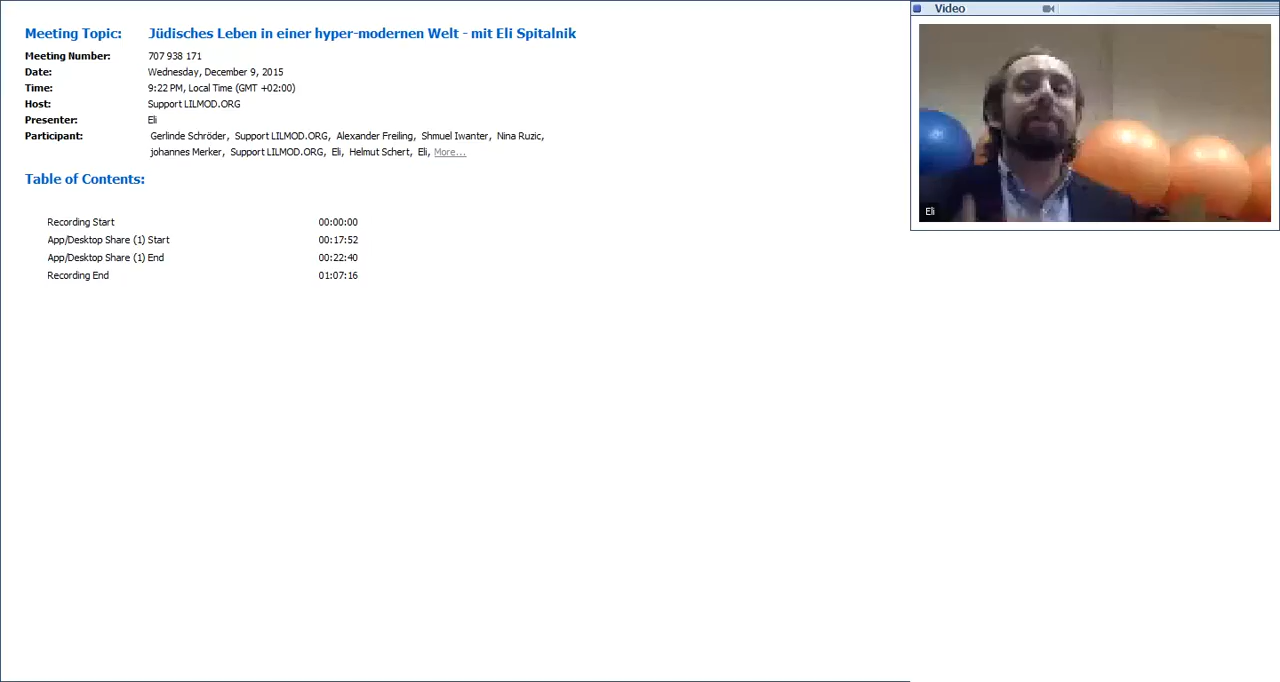 Meeting Topic: Jüdisches Leben in einer hyper-modernen Welt - mit Eli Spitalnik
Meeting Number: 707 938 171
Date: Wednesday, December 9, 2015
Time: 9:22 PM, Local Time (GMT +02:00)
Host: Support LILMOD.ORG
Presenter: Eli
Participant: Gerlinde Schröder, Support LILMOD.ORG, Alexander Freiling, Shmuel Iwanter, Nina Ruzic,
johannes Merker, Support LILMOD.ORG, Eli, Helmut Schert, Eli, More...
Table of Contents:
Recording Start 00:00:00
App/Desktop Share (1) Start 00:17:52
App/Desktop Share (1) End 00:22:40
Recording End 01:07:16
Video
Eli